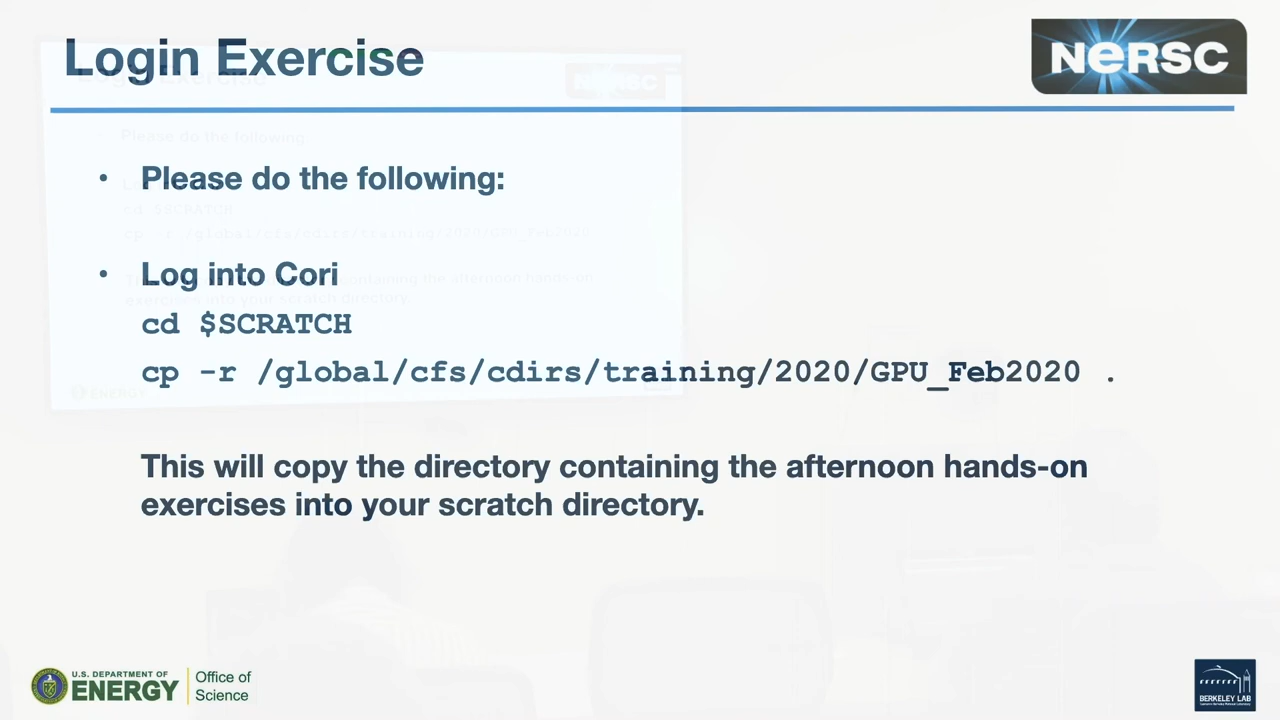 Login Exercise
NERSC
• Please do the following:
• Log into Cori
cd $SCRATCH
cp -r /global/cfs/cdirs/training/2020/GPU_Feb2020 .
This will copy the directory containing the afternoon hands-on
exercises into your scratch directory.
U.S. DEPARTMENT OF
ENERGY
Office of
Science
BERKELEY LAB